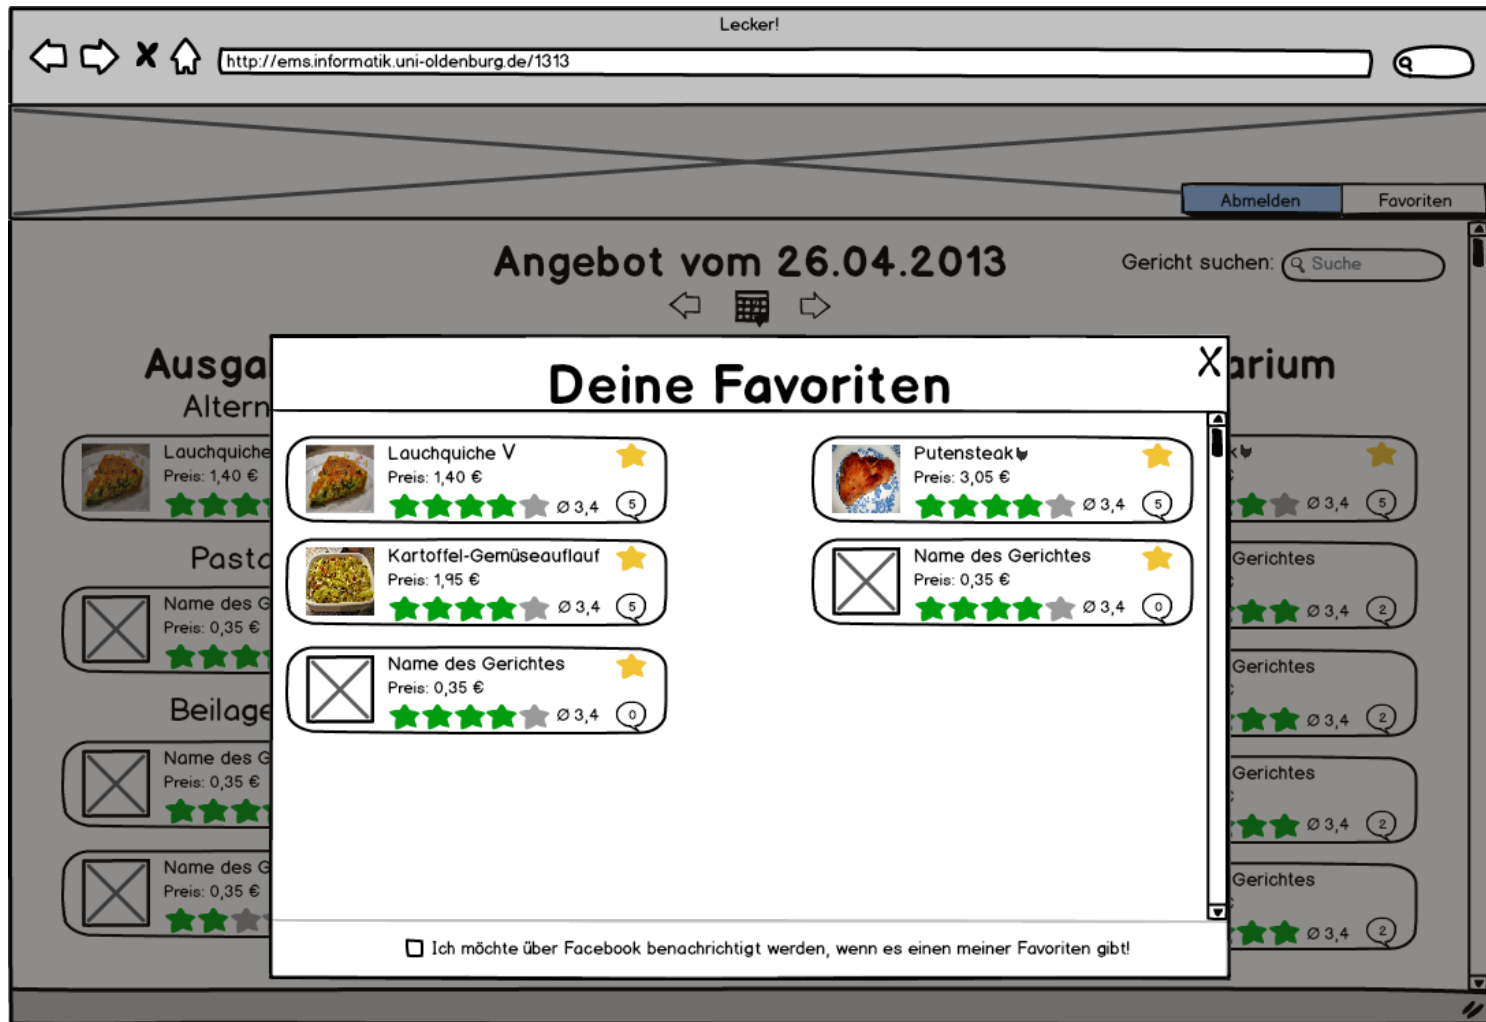 Lecker!
http://ems.informatik.uni-oldenburg.de/1313
Abmelden
Favoriten
Angebot vom 26.04.2013
Gericht suchen:
Suche
Ausga
Altern
Lauchquiche
Preis: 1,40 €
Pasta
Name des G
Preis: 0,35 €
Beilage
Name des G
Preis: 0,35 €
Name des G
Preis: 0,35 €
Deine Favoriten
X
Lauchquiche V
Preis: 1,40 €
Ø 3,4
5
Kartoffel-Gemüseauflauf
Preis: 1,95 €
Ø 3,4
5
Name des Gerichtes
Preis: 0,35 €
Ø 3,4
0
Putensteak
Preis: 3,05 €
Ø 3,4
5
Name des Gerichtes
Preis: 0,35 €
Ø 3,4
0
Ich möchte über Facebook benachrichtigt werden, wenn es einen meiner Favoriten gibt!
arium
k
€
Ø 3,4
5
Gerichtes
€
Ø 3,4
2
Gerichtes
Ø 3,4
2
Gerichtes
Ø 3,4
2
Gerichtes
Ø 3,4
2